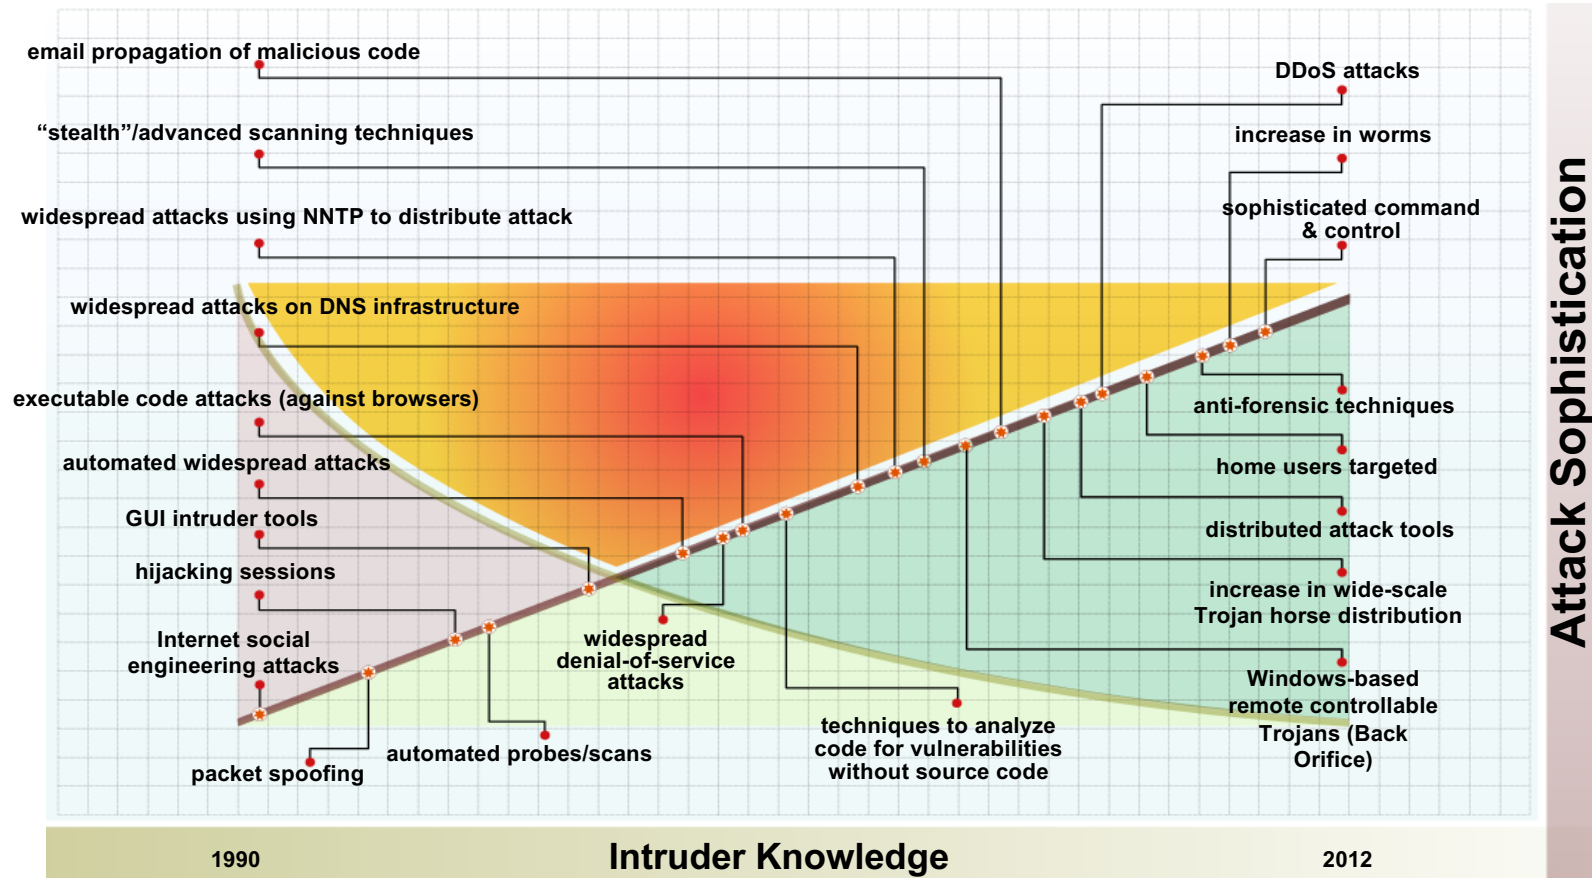 email propagation of malicious code
“stealth”/advanced scanning techniques
widespread attacks using NNTP to distribute attack
widespread attacks on DNS infrastructure
executable code attacks (against browsers)
automated widespread attacks
GUI intruder tools
hijacking sessions
Internet social
engineering attacks
packet spoofing
automated probes/scans
widespread
denial-of-service
attacks
techniques to analyze
code for vulnerabilities
without source code
DDoS attacks
increase in worms
sophisticated command
& control
anti-forensic techniques
home users targeted
distributed attack tools
increase in wide-scale
Trojan horse distribution
Windows-based
remote controllable
Trojans (Back
Orifice)
Attack Sophistication
1990
Intruder Knowledge
2012